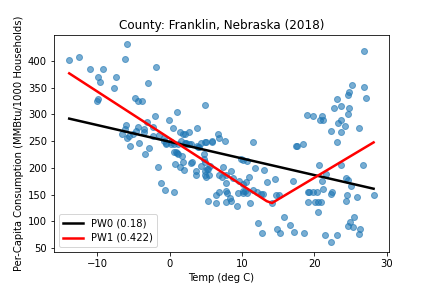 County: Franklin, Nebraska (2018)
Per-Capita Consumption (MMBtu/1000 Households)
400
350
300
250
200
150
100
50
PW0 (0.18)
PW1 (0.422)
−10
0
10
20
30
Temp (deg C)